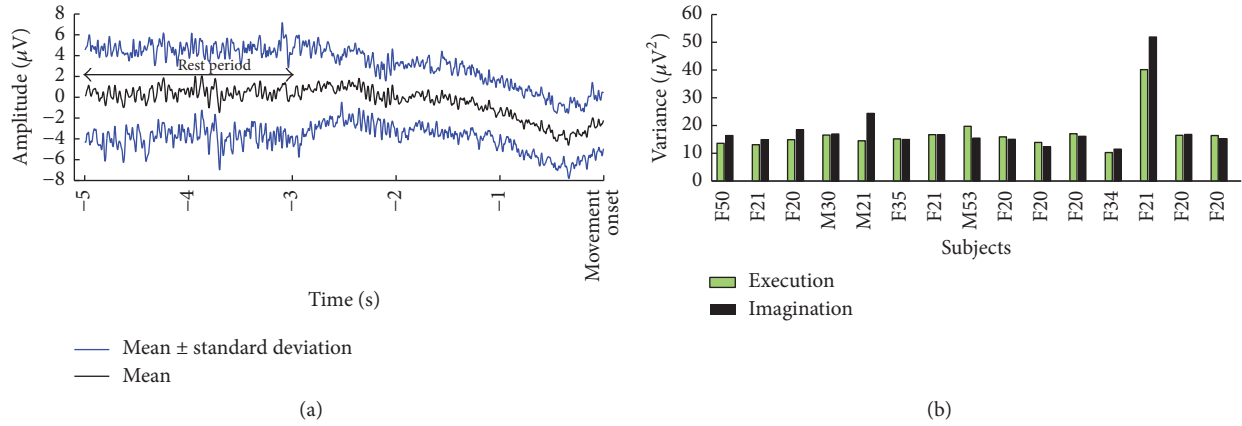 Amplitude (μV)
8
6
4
2
0
−2
−4
−6
−8
Rest period
−5
−4
−3
−2
−1
Movement
onset
Time (s)
Mean ± standard deviation
Mean
(a)
Variance (μV²)
60
50
40
30
20
10
0
F50
F21
F20
M30
M21
F35
F21
M53
F20
F20
F20
F34
F21
F20
F20
Subjects
Execution
Imagination
(b)